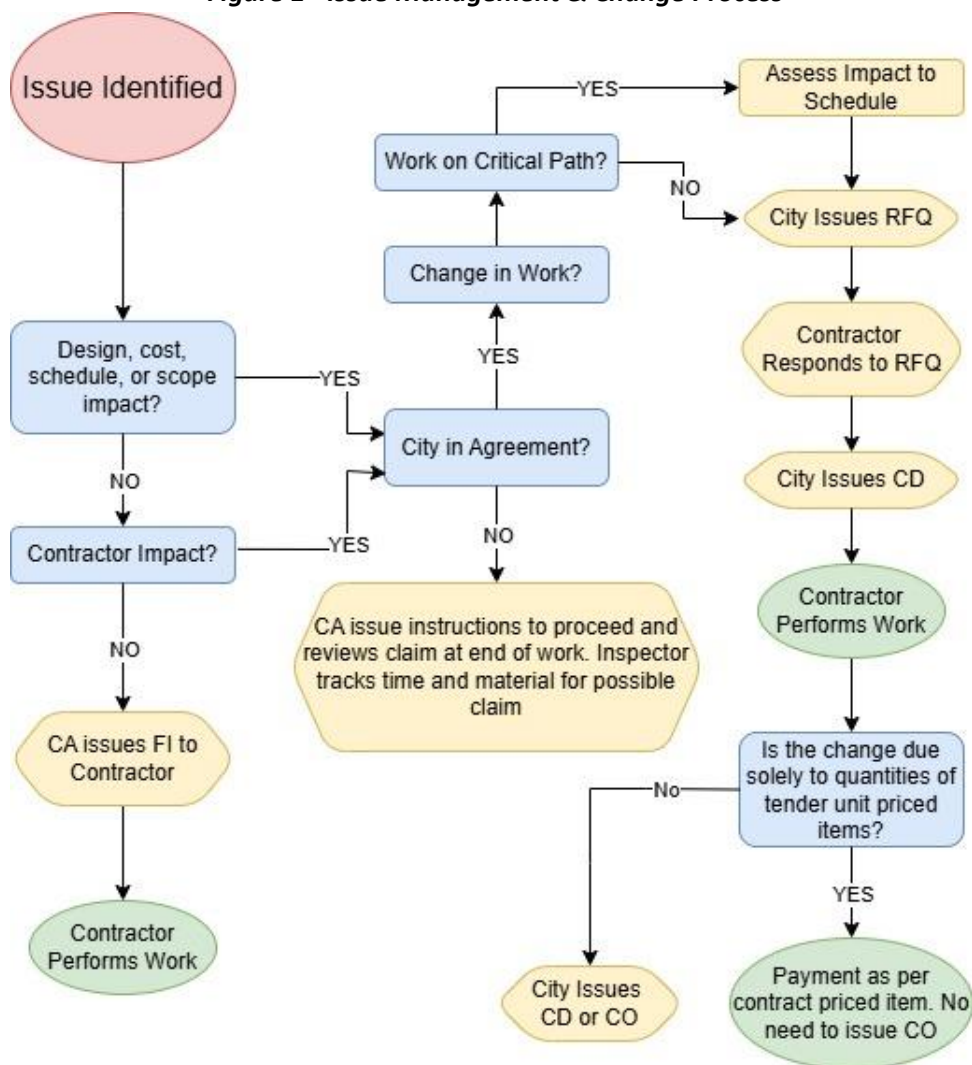 Figure 1 - Issue Management & Change Process
Issue Identified
Design, cost,
schedule, or scope
impact?
YES
NO
Contractor Impact?
YES
NO
CA issues FI to
Contractor
Contractor
Performs Work
City in Agreement?
YES
NO
CA issue instructions to proceed and
reviews claim at end of work. Inspector
tracks time and material for possible
claim
Change in Work?
Work on Critical Path?
YES
NO
Assess Impact to
Schedule
City Issues RFQ
Contractor
Responds to RFQ
City Issues CD
Contractor
Performs Work
Is the change due
solely to quantities of
tender unit priced
items?
No
YES
City Issues
CD or CO
Payment as per
contract priced item. No
need to issue CO